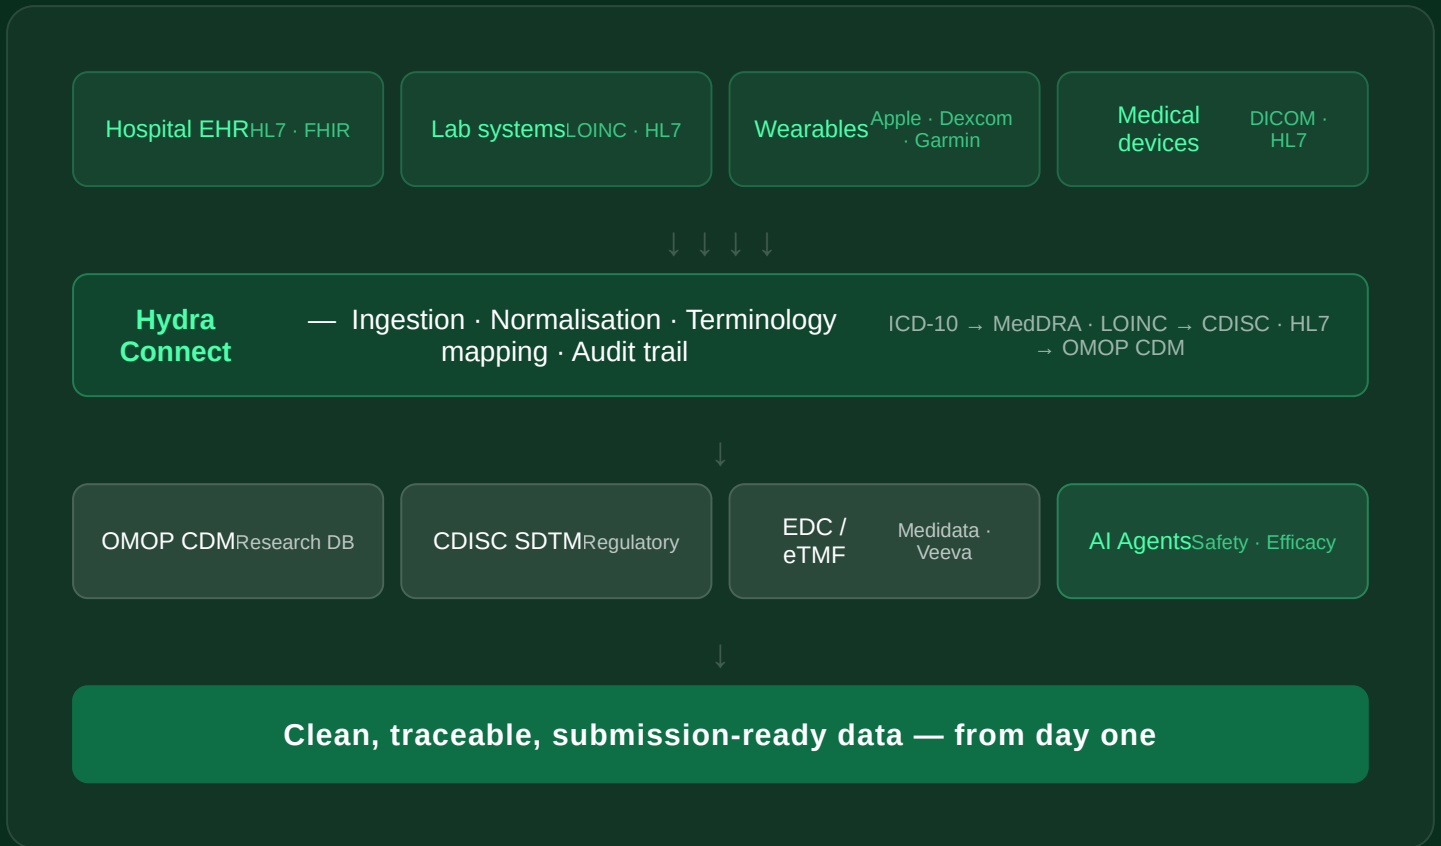 Hospital EHR HL7 · FHIR
Lab systems LOINC · HL7
Wearables
Apple · Dexcom
· Garmin
Medical
devices
DICOM ·
HL7
↓ ↓ ↓ ↓
Hydra
Connect
— Ingestion · Normalisation · Terminology
mapping · Audit trail
ICD-10 → MedDRA · LOINC → CDISC · HL7
→ OMOP CDM
↓
OMOP CDM Research DB
CDISC SDTM Regulatory
EDC /
eTMF
Medidata ·
Veeva
AI Agents Safety · Efficacy
↓
Clean, traceable, submission-ready data — from day one